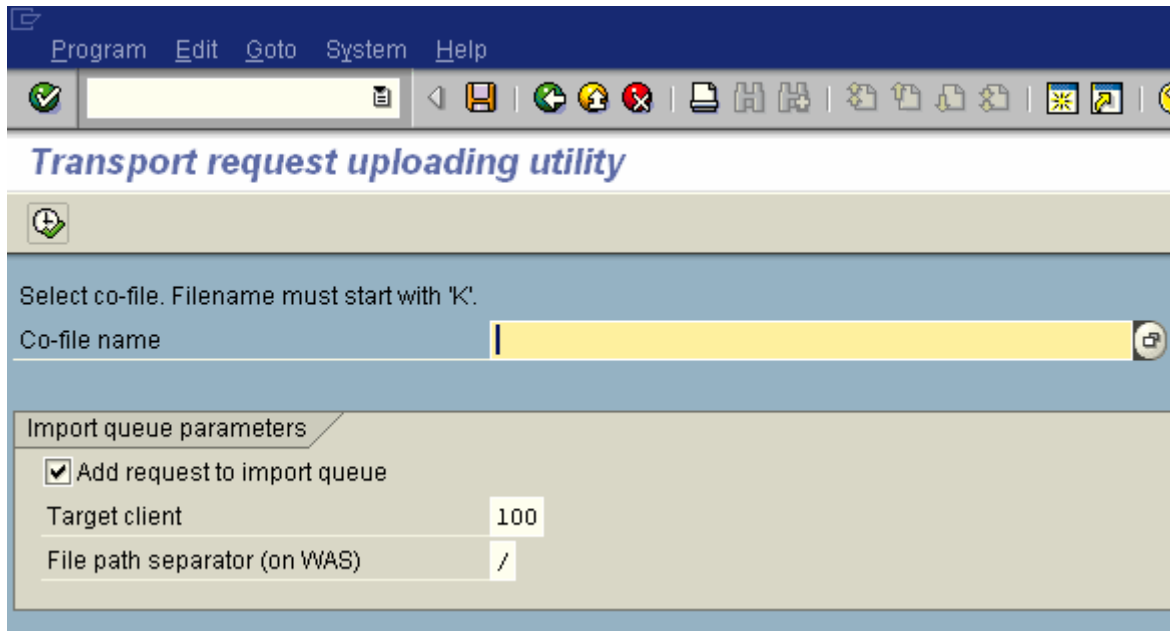 Program Edit Goto System Help
Transport request uploading utility
Select co-file. Filename must start with 'K'.
Co-file name
Import queue parameters
Add request to import queue
Target client 100
File path separator (on WAS) /